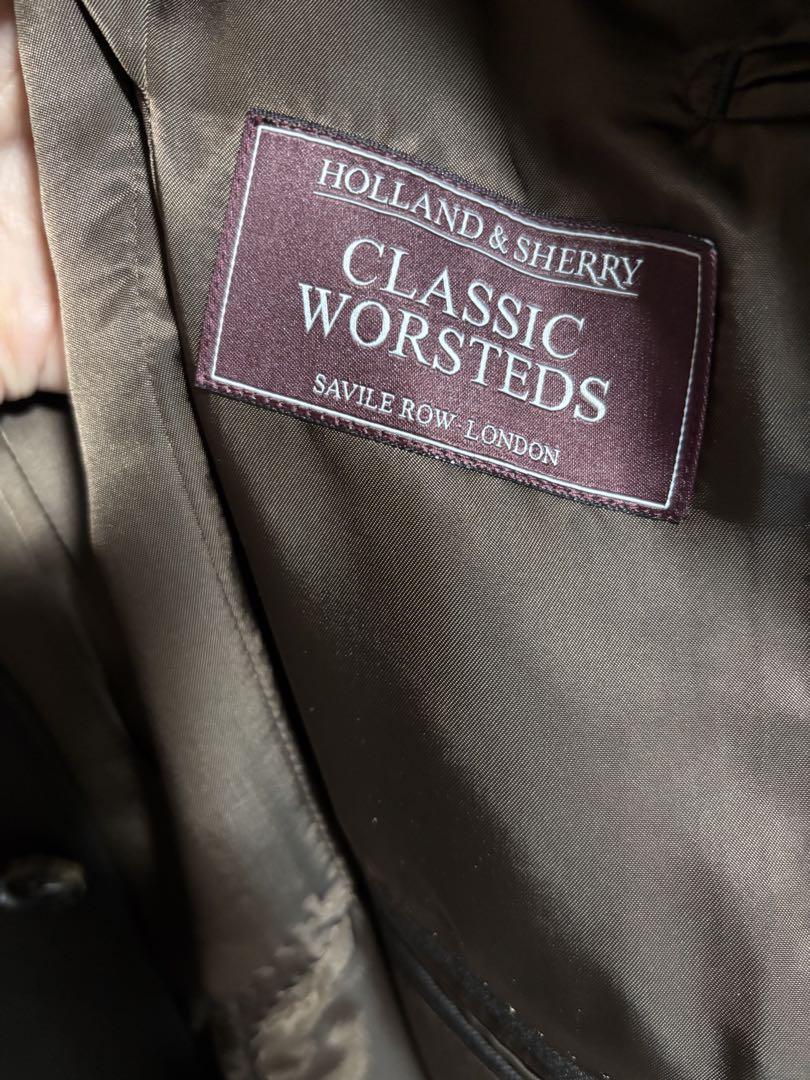 HOLLAND & SHERRY
CLASSIC
WORSTEDS
SAVILE ROW · LONDON